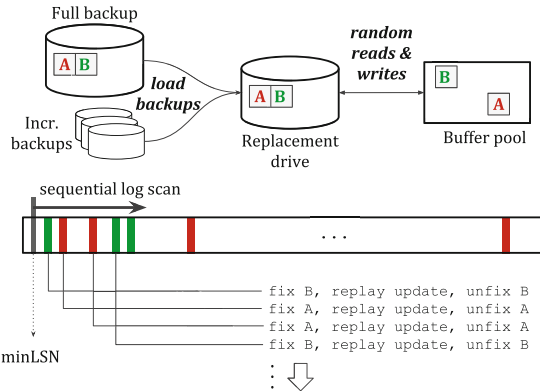 Full backup
A B
load
backups
Incr.
backups
A B
Replacement
drive
random
reads &
writes
B
A
Buffer pool
sequential log scan
...
minLSN
fix B, replay update, unfix B
fix A, replay update, unfix A
fix A, replay update, unfix A
fix B, replay update, unfix B